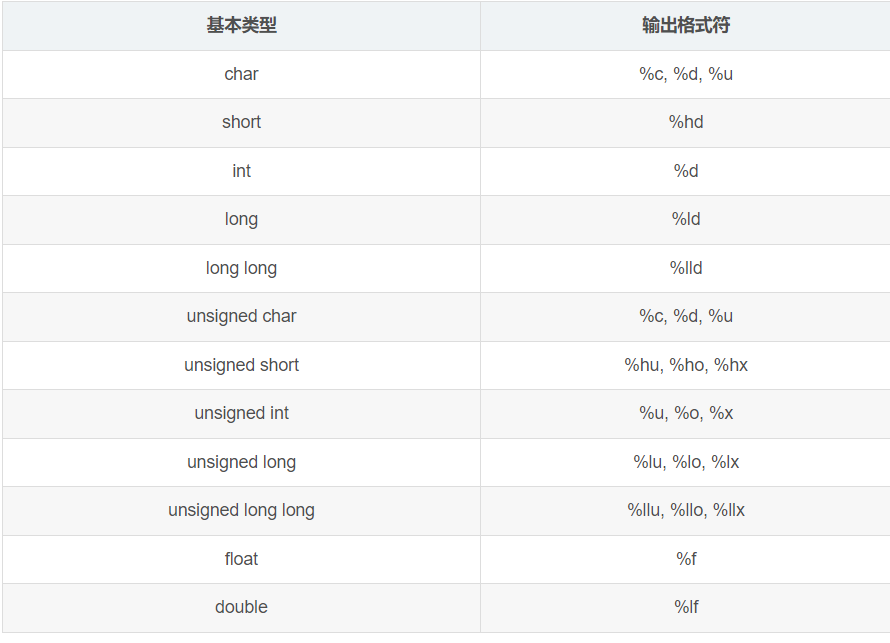 基本类型 输出格式符
char %c, %d, %u
short %hd
int %d
long %ld
long long %lld
unsigned char %c, %d, %u
unsigned short %hu, %ho, %hx
unsigned int %u, %o, %x
unsigned long %lu, %lo, %lx
unsigned long long %llu, %llo, %llx
float %f
double %lf